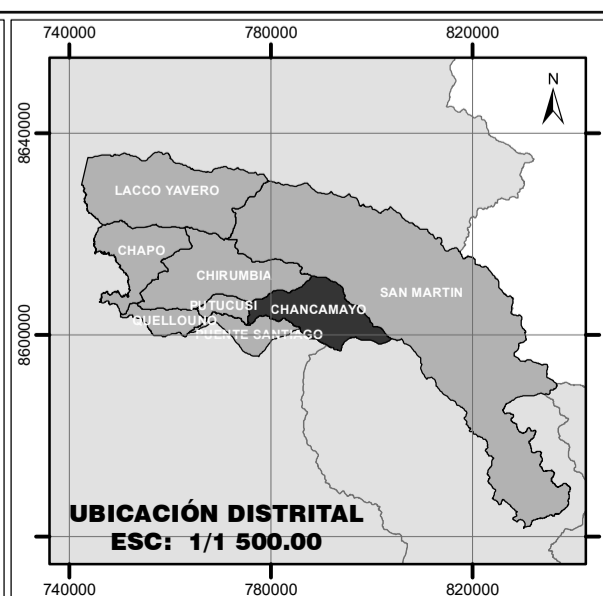 740000 780000 820000
N
8640000
LACCO YAVERO
CHAPO
CHIRUMBIA
SAN MARTIN
PUTUCUSI
CHANCAMAYO
QUELLOUNO
PUENTE SANTIAGO
8600000
UBICACIÓN DISTRITAL
ESC: 1/1 500.00
740000 780000 820000